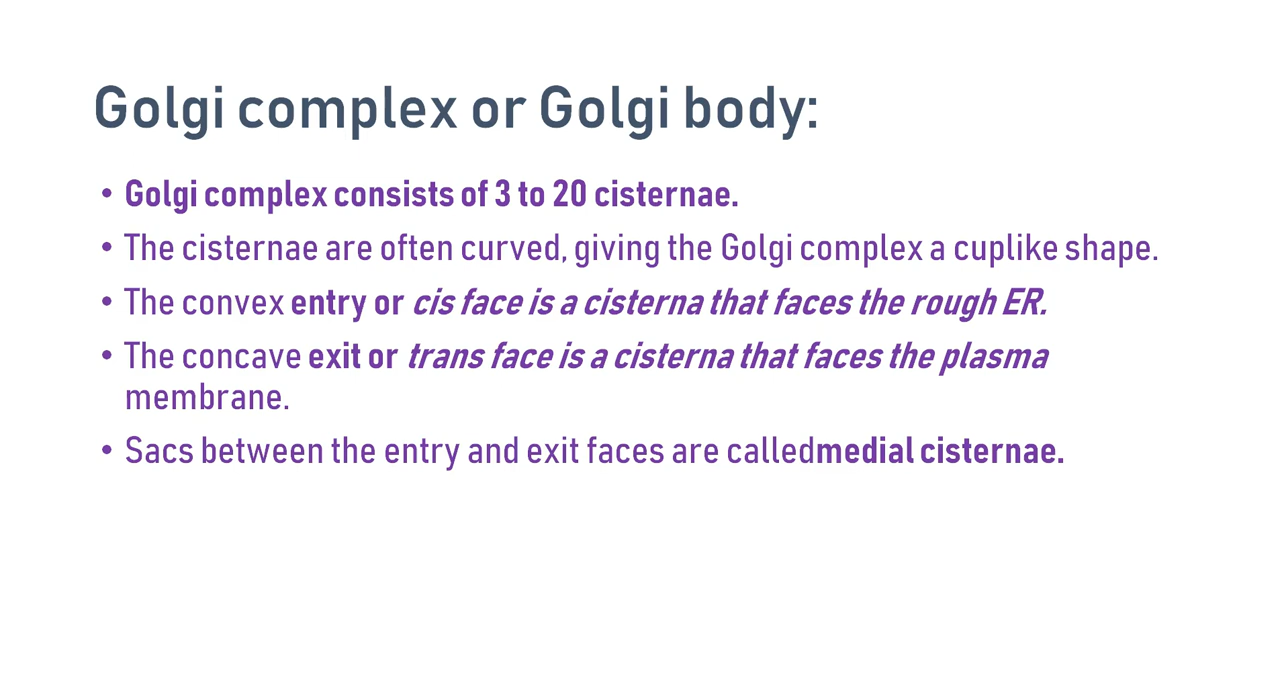 Golgi complex or Golgi body:
• Golgi complex consists of 3 to 20 cisternae.
• The cisternae are often curved, giving the Golgi complex a cuplike shape.
• The convex entry or cis face is a cisterna that faces the rough ER.
• The concave exit or trans face is a cisterna that faces the plasma
membrane.
• Sacs between the entry and exit faces are calledmedial cisternae.